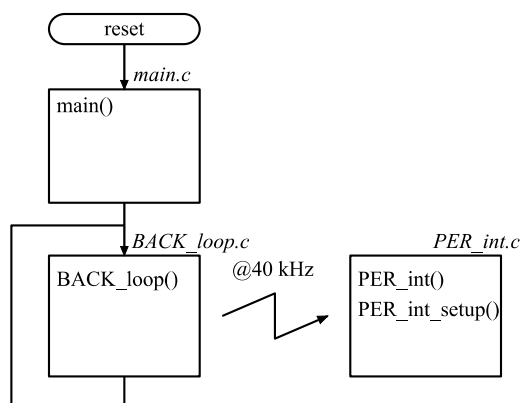 reset
main.c
main()
BACK_loop.c
BACK_loop()
@40 kHz
PER_int.c
PER_int()
PER_int_setup()